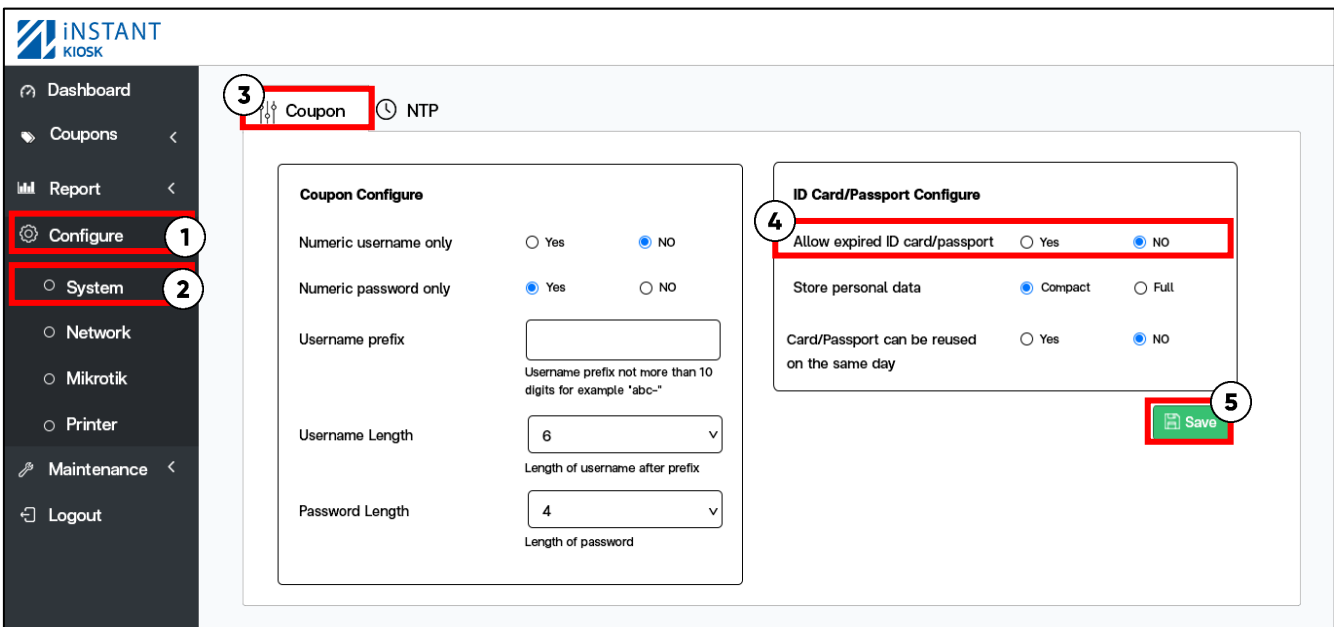 iNSTANT
KIOSK
Dashboard
Coupons
Report
Configure
1
System
2
Network
Mikrotik
Printer
Maintenance
Logout
3
Coupon
NTP
Coupon Configure
Numeric username only Yes NO
Numeric password only Yes NO
Username prefix
Username prefix not more than 10
digits for example "abc-"
Username Length 6
Length of username after prefix
Password Length 4
Length of password
ID Card/Passport Configure
4
Allow expired ID card/passport Yes NO
Store personal data Compact Full
Card/Passport can be reused Yes NO
on the same day
5
Save